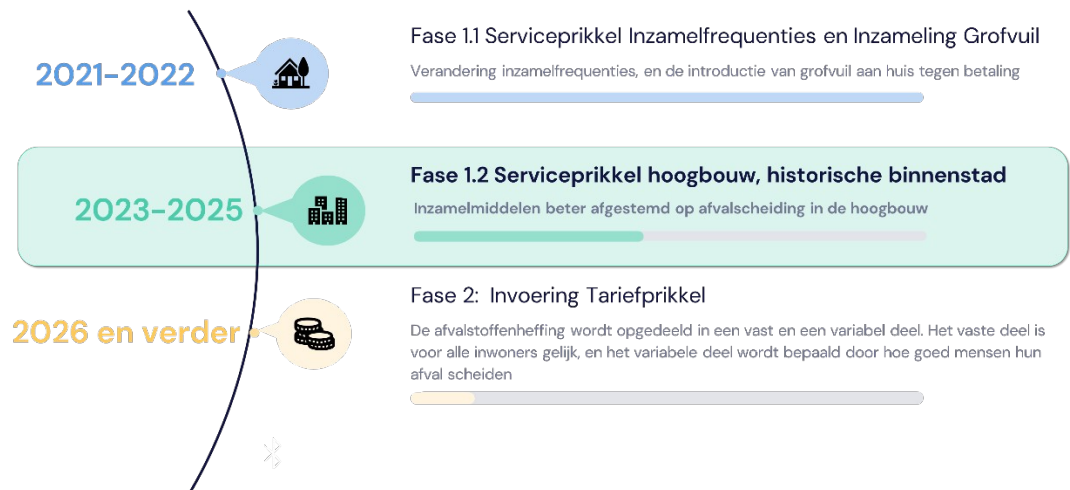 2021-2022
Fase 1.1 Serviceprikkel Inzamelfrequenties en Inzameling Grofvuil
Verandering inzamelfrequenties, en de introductie van grofvuil aan huis tegen betaling
2023-2025
Fase 1.2 Serviceprikkel hoogbouw, historische binnenstad
Inzamelmiddelen beter afgestemd op afvalscheiding in de hoogbouw
2026 en verder
Fase 2: Invoering Tariefprikkel
De afvalstoffenheffing wordt opgedeeld in een vast en een variabel deel. Het vaste deel is
voor alle inwoners gelijk, en het variabele deel wordt bepaald door hoe goed mensen hun
afval scheiden